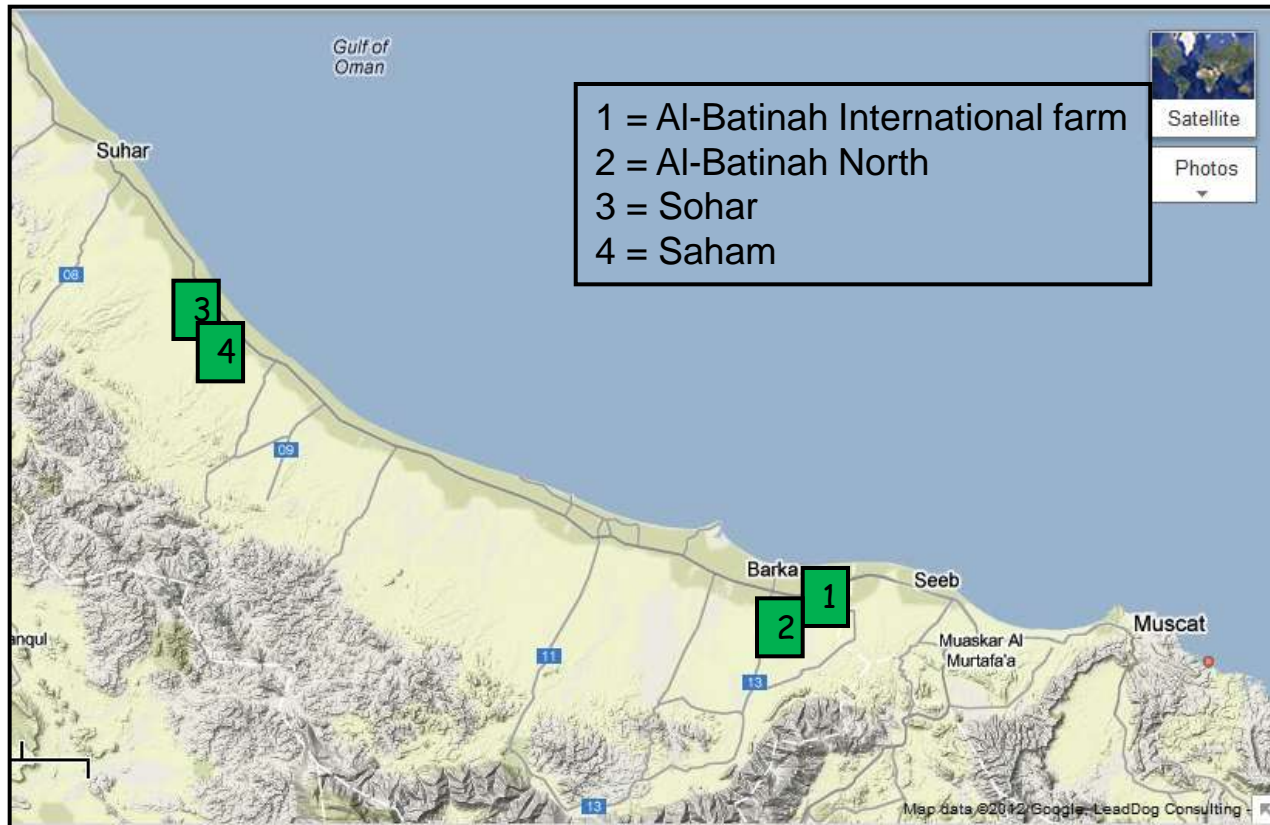 Gulf of
Oman
Satellite
Photos
1 = Al-Batinah International farm
2 = Al-Batinah North
3 = Sohar
4 = Saham
Suhar
08
3
4
09
Barka
Seeb
1
2
Muscat
Muaskar Al
Murtafa'a
anqul
11
13
13
Map data ©2012 Google, LeadDog Consulting -